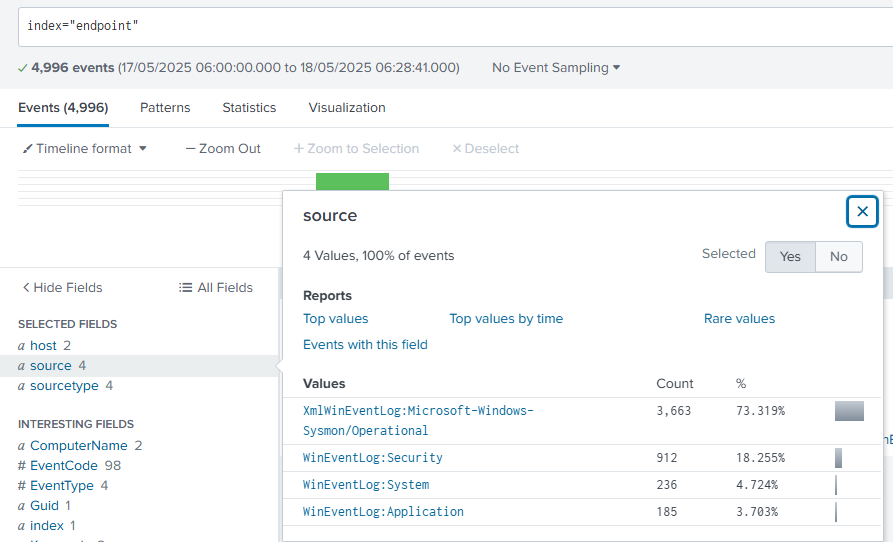 index="endpoint"
4,996 events (17/05/2025 06:00:00.000 to 18/05/2025 06:28:41.000) No Event Sampling
Events (4,996) Patterns Statistics Visualization
Timeline format — Zoom Out + Zoom to Selection × Deselect
source
4 Values, 100% of events Selected Yes No
Reports
Top values Top values by time Rare values
Events with this field
Values Count %
XmlWinEventLog:Microsoft-Windows-Sysmon/Operational 3,663 73.319%
WinEventLog:Security 912 18.255%
WinEventLog:System 236 4.724%
WinEventLog:Application 185 3.703%
< Hide Fields All Fields
SELECTED FIELDS
a host 2
a source 4
a sourcetype 4
INTERESTING FIELDS
a ComputerName 2
# EventCode 98
# EventType 4
a Guid 1
a index 1